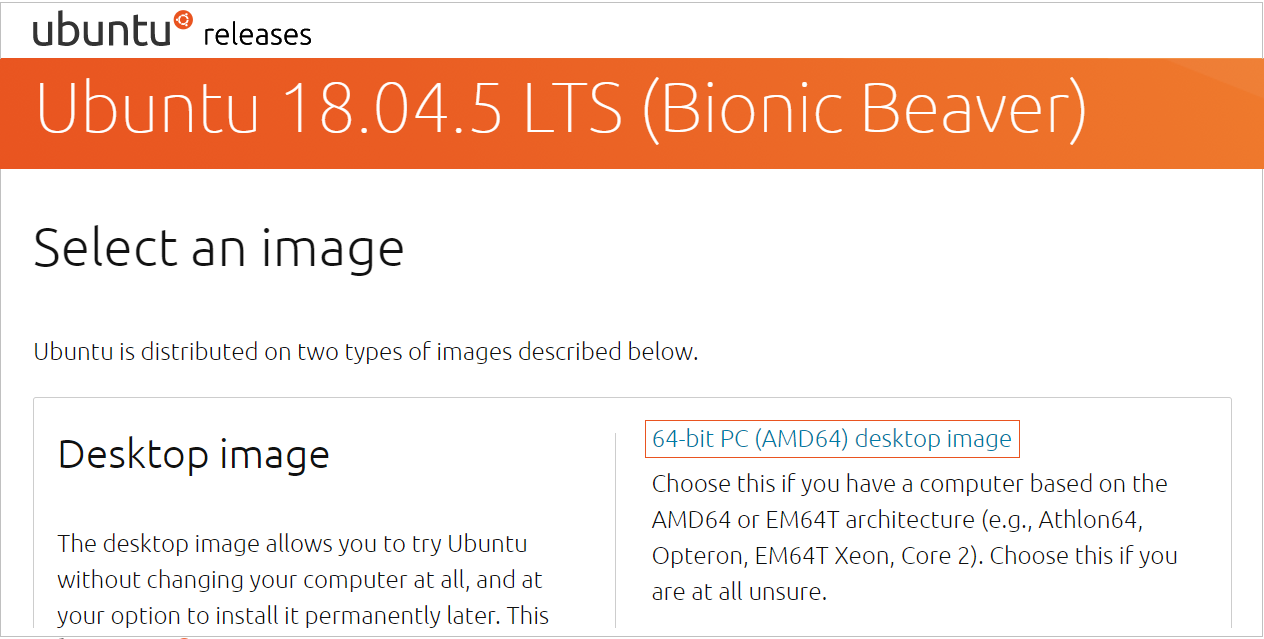 ubuntu releases
Ubuntu 18.04.5 LTS (Bionic Beaver)
Select an image
Ubuntu is distributed on two types of images described below.
Desktop image
The desktop image allows you to try Ubuntu
without changing your computer at all, and at
your option to install it permanently later. This
64-bit PC (AMD64) desktop image
Choose this if you have a computer based on the
AMD64 or EM64T architecture (e.g., Athlon64,
Opteron, EM64T Xeon, Core 2). Choose this if you
are at all unsure.